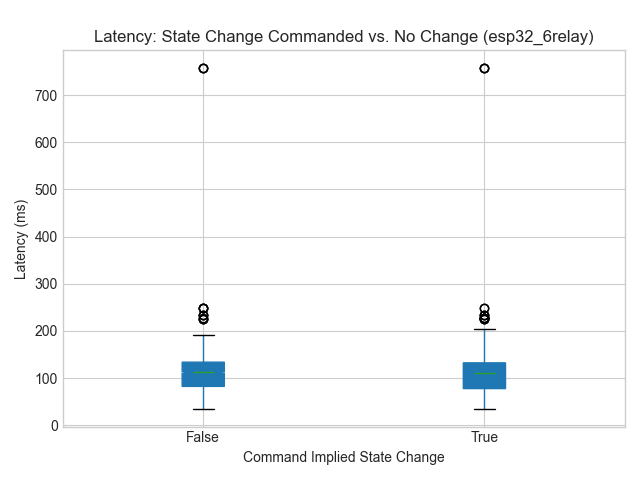 Latency: State Change Commanded vs. No Change (esp32_6relay)
Latency (ms)
700
600
500
400
300
200
100
0
False
True
Command Implied State Change